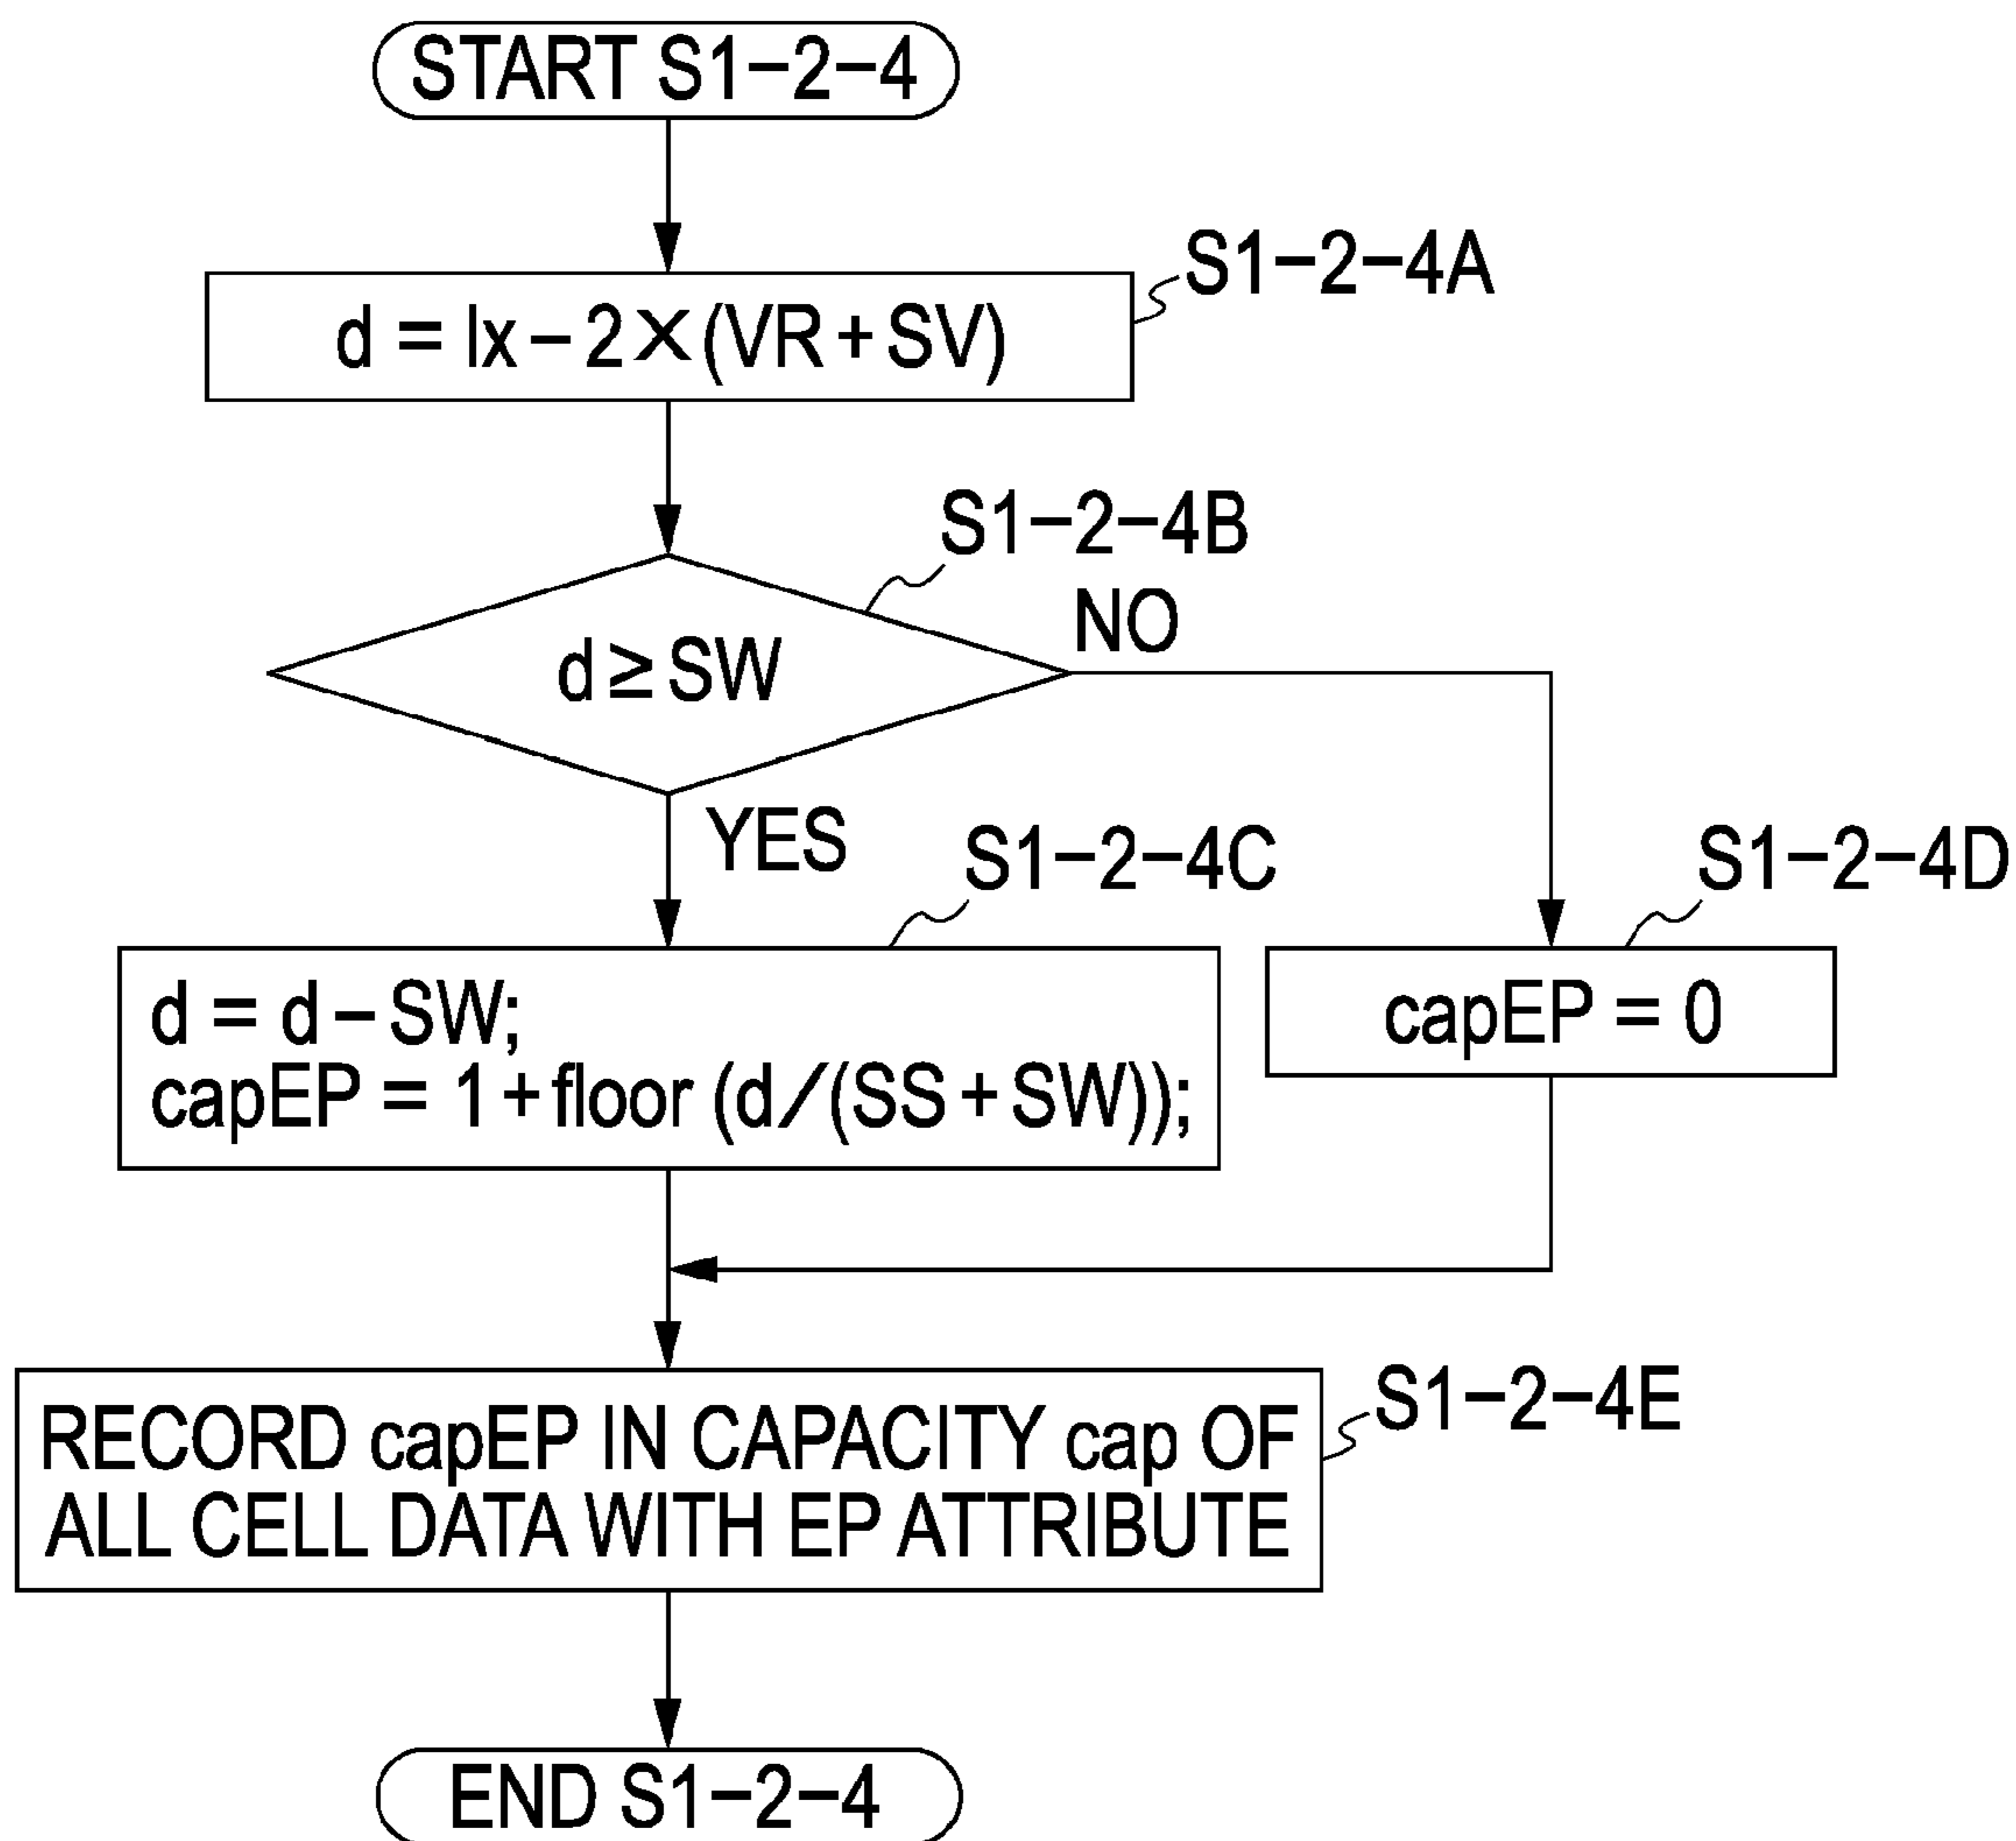 START S1-2-4
S1-2-4A
d = lx - 2 × (VR + SV)
S1-2-4B
NO
d ≥ SW
YES
S1-2-4C
S1-2-4D
d = d - SW;
capEP = 1 + floor (d / (SS + SW));
capEP = 0
S1-2-4E
RECORD capEP IN CAPACITY cap OF
ALL CELL DATA WITH EP ATTRIBUTE
END S1-2-4